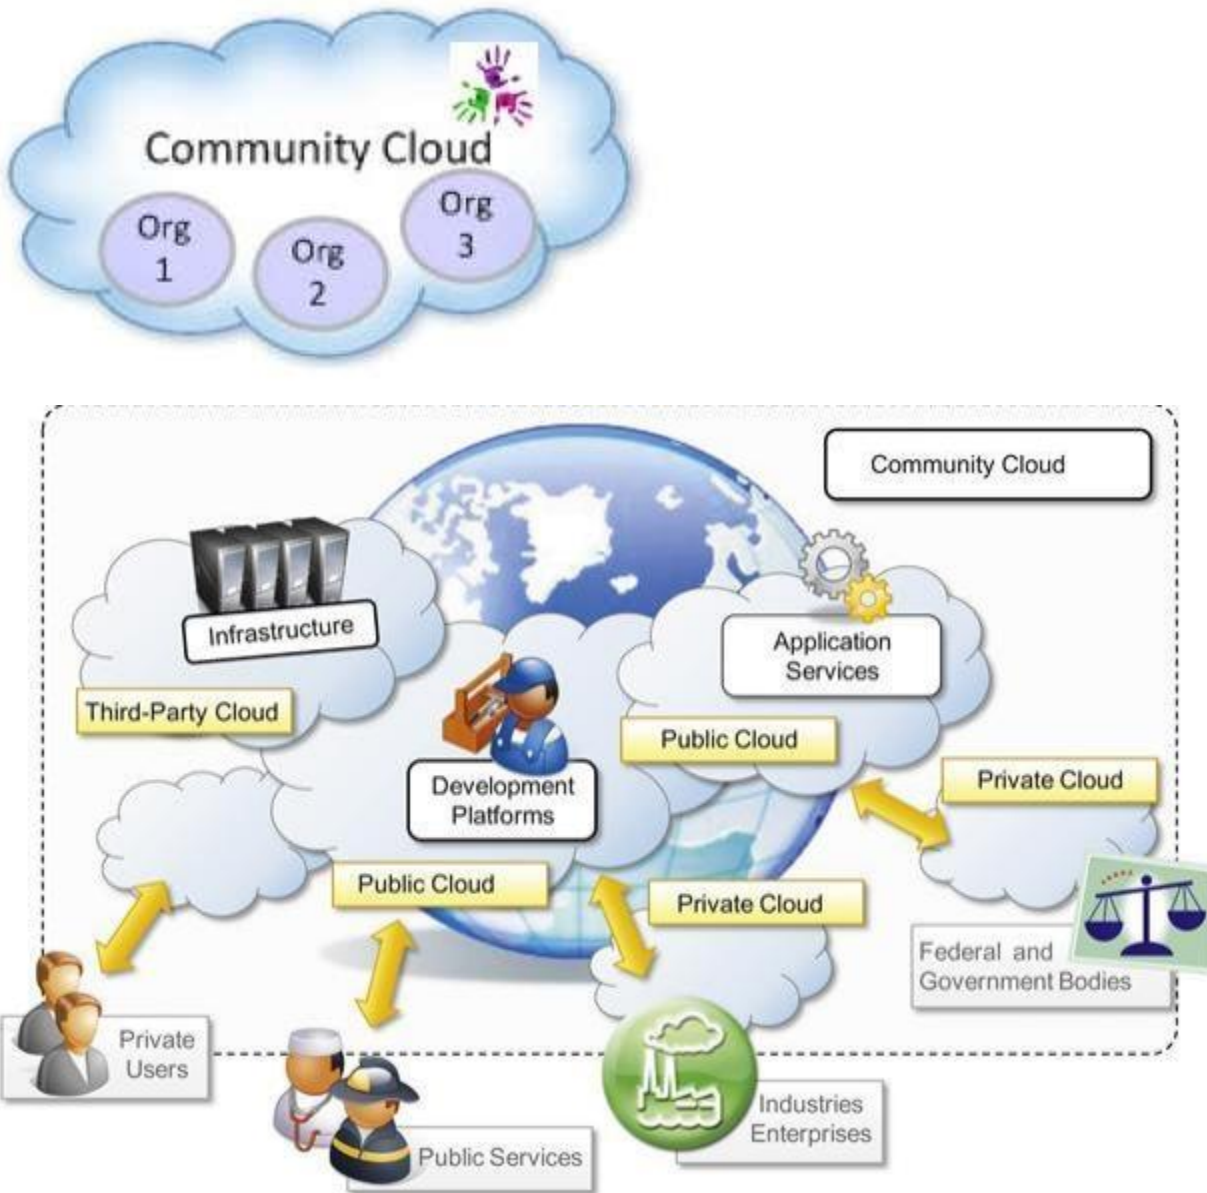 Community Cloud
Org
1
Org
2
Org
3
Community Cloud
Infrastructure
Application
Services
Third-Party Cloud
Public Cloud
Development
Platforms
Private Cloud
Public Cloud
Private Cloud
Federal and
Government Bodies
Private
Users
Industries
Enterprises
Public Services